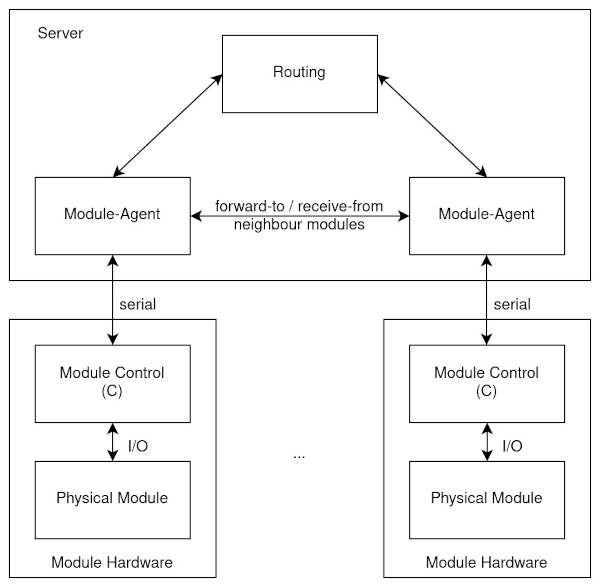 Server
Routing
Module-Agent
forward-to / receive-from
neighbour modules
Module-Agent
serial
serial
Module Control
(C)
Module Control
(C)
I/O
I/O
...
Physical Module
Physical Module
Module Hardware
Module Hardware